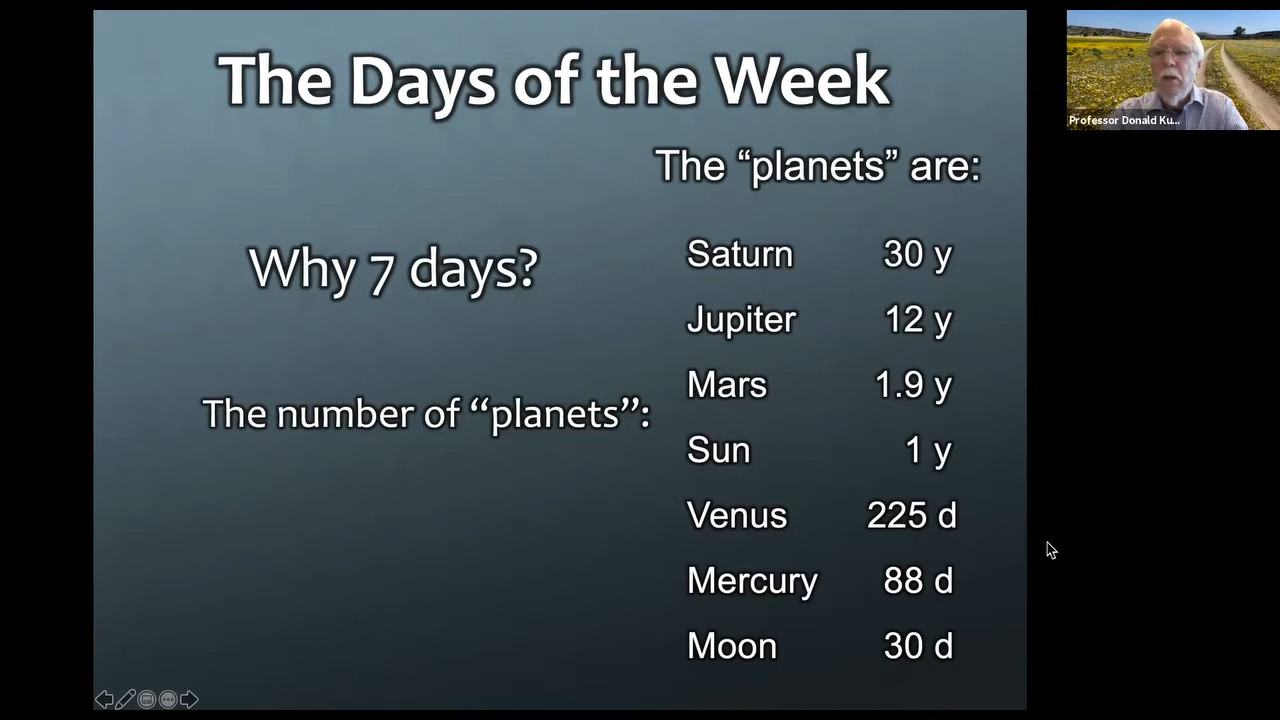 The Days of the Week
The “planets” are:
Why 7 days?
The number of “planets”:
Saturn 30 y
Jupiter 12 y
Mars 1.9 y
Sun 1 y
Venus 225 d
Mercury 88 d
Moon 30 d
Professor Donald Ku...